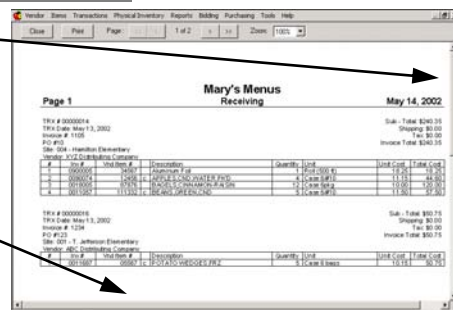 Vendor Items Transactions Physical Inventory Reports Bidding Purchasing Tools Help
Close Print Page: 1 of 2 Zoom: 100%
Mary's Menus
Page 1 Receiving May 14, 2002
TRX # 00000014 Sub - Total: $240.35
TRX Date: May 13, 2002 Shipping: $0.00
Invoice #: 1105 Tax: $0.00
PO #10 Invoice Total: $240.35
Site: 004 - Hamilton Elementary
Vendor: XYZ Distributing Company
# Inv # Vnd Item # Description Quantity Unit Unit Cost Total Cost
1 0900005 34567 Aluminum Foil 1 Roll (500 ft) 18.25 18.25
2 0080074 12456 c APPLES,CND,WATER PKD 4 Case 6/#10 11.15 44.60
3 0018005 67876 BAGELS,CINNAMON-RAISIN 12 Case 6pkg 10.00 120.00
4 0011057 111332 c BEANS,GREEN,CND 5 Case 6/#10 11.50 57.50
TRX # 00000016 Sub - Total: $50.75
TRX Date: May 13, 2002 Shipping: $0.00
Invoice #: 1234 Tax: $0.00
PO #123 Invoice Total: $50.75
Site: 001 - T. Jefferson Elementary
Vendor: ABC Distributing Company
# Inv # Vnd Item # Description Quantity Unit Unit Cost Total Cost
5 0011697 05567 c POTATO WEDGES,FRZ 5 Case 6 bags 10.15 50.75